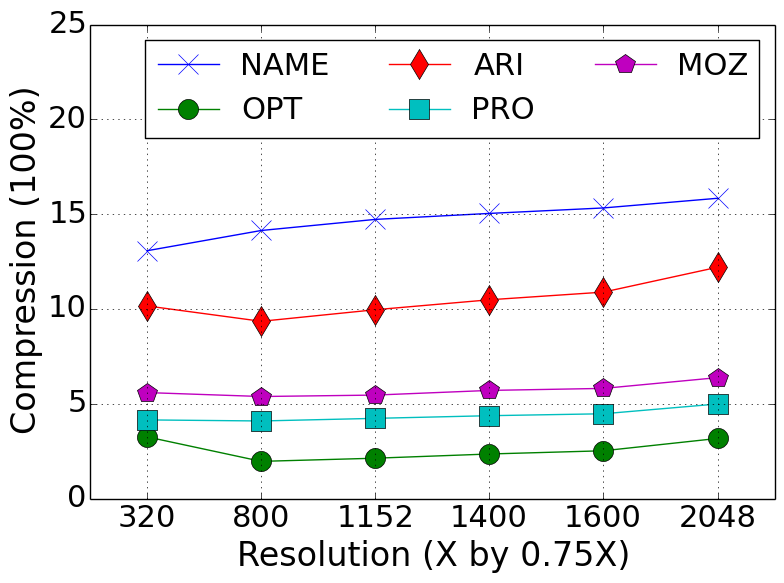 25
20
15
10
5
0
Compression (100%)
NAME ARI MOZ
OPT PRO
320 800 1152 1400 1600 2048
Resolution (X by 0.75X)